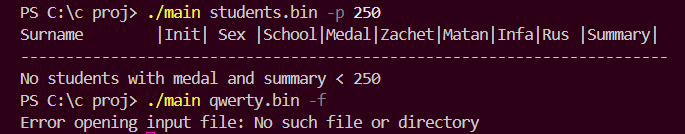 PS C:\c proj> ./main students.bin -p 250
Surname         |Init| Sex |School|Medal|Zachet|Matan|Infa|Rus |Summary|
------------------------------------------------------------------------
No students with medal and summary < 250
PS C:\c proj> ./main qwerty.bin -f
Error opening input file: No such file or directory